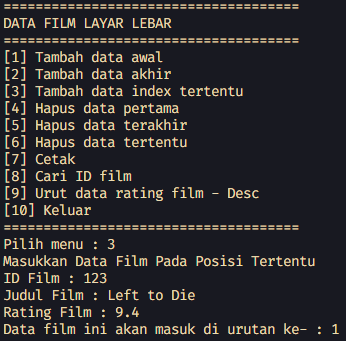 =====================================
DATA FILM LAYAR LEBAR
=====================================
[1] Tambah data awal
[2] Tambah data akhir
[3] Tambah data index tertentu
[4] Hapus data pertama
[5] Hapus data terakhir
[6] Hapus data tertentu
[7] Cetak
[8] Cari ID film
[9] Urut data rating film - Desc
[10] Keluar
=====================================
Pilih menu : 3
Masukkan Data Film Pada Posisi Tertentu
ID Film : 123
Judul Film : Left to Die
Rating Film : 9.4
Data film ini akan masuk di urutan ke- : 1